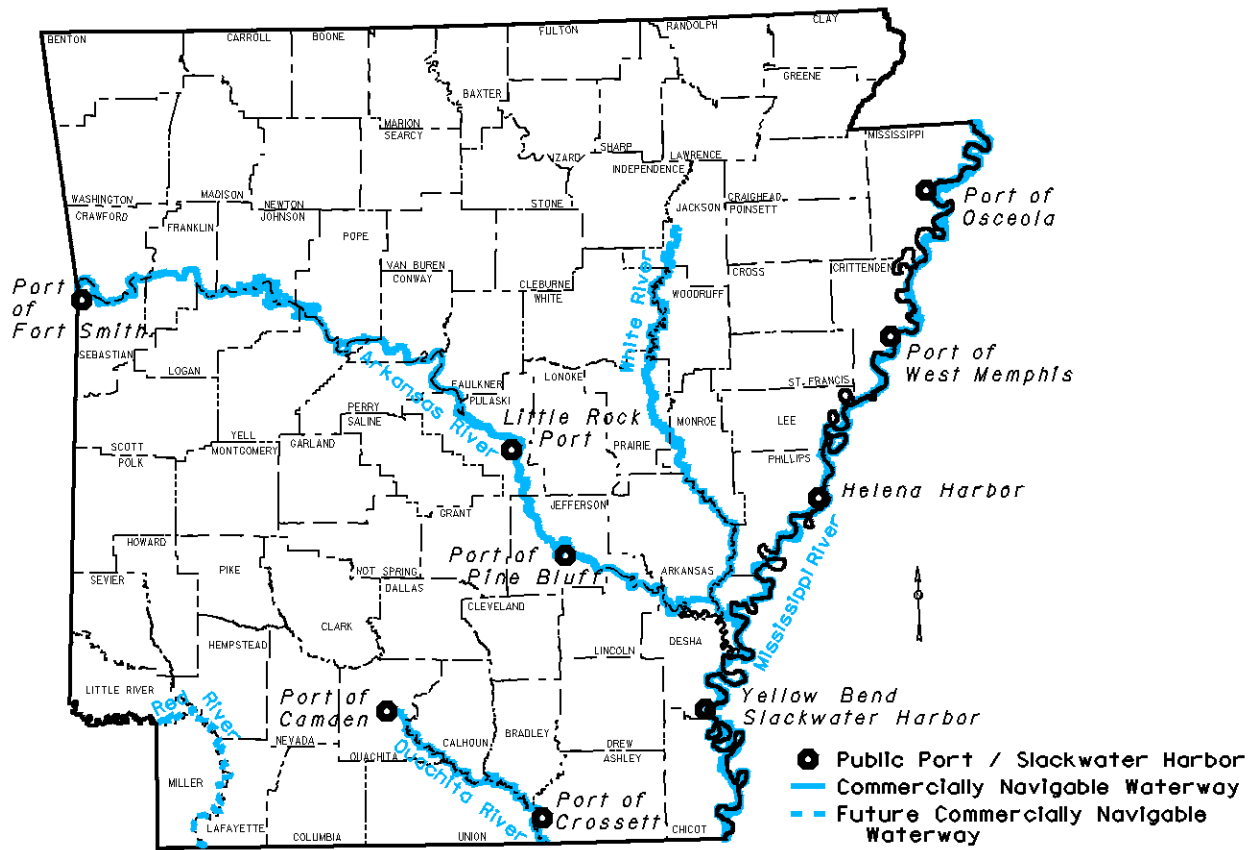 CLAY
RANDOLPH
FULTON
BENTON
CARROLL
BOONE
GREENE
BAXTER
MARION
SEARCY
MISSISSIPPI
SHARP
IZARD
LAWRENCE
INDEPENDENCE
WASHINGTON
CRAWFORD
MADISON
NEWTON
JOHNSON
STONE
JACKSON
CRAIGHEAD
POINSETT
Port of
Osceola
FRANKLIN
POPE
VAN BUREN
CONWAY
CLEBURNE
WHITE
CROSS
CRITTENDEN
WOODRUFF
Port
of
Fort Smith
White River
SEBASTIAN
LOGAN
Arkansas River
FAULKNER
PULASKI
LONOKE
ST. FRANCIS
Port of
West Memphis
PERRY
SALINE
Little Rock
Port
MONROE
LEE
SCOTT
POLK
YELL
MONTGOMERY
GARLAND
PRAIRIE
PHILLIPS
GRANT
JEFFERSON
Helena Harbor
HOWARD
Port of
Pine Bluff
SEVIER
PIKE
HOT SPRING
DALLAS
ARKANSAS
CLEVELAND
Mississippi River
CLARK
HEMPSTEAD
LINCOLN
DESHA
LITTLE RIVER
Red River
Port of
Camden
Yellow Bend
Slackwater Harbor
NEVADA
OUACHITA
CALHOUN
BRADLEY
DREW
ASHLEY
Ouachita River
MILLER
LAFAYETTE
COLUMBIA
UNION
Port of
Crossett
CHICOT
Public Port / Slackwater Harbor
Commercially Navigable Waterway
Future Commercially Navigable
Waterway